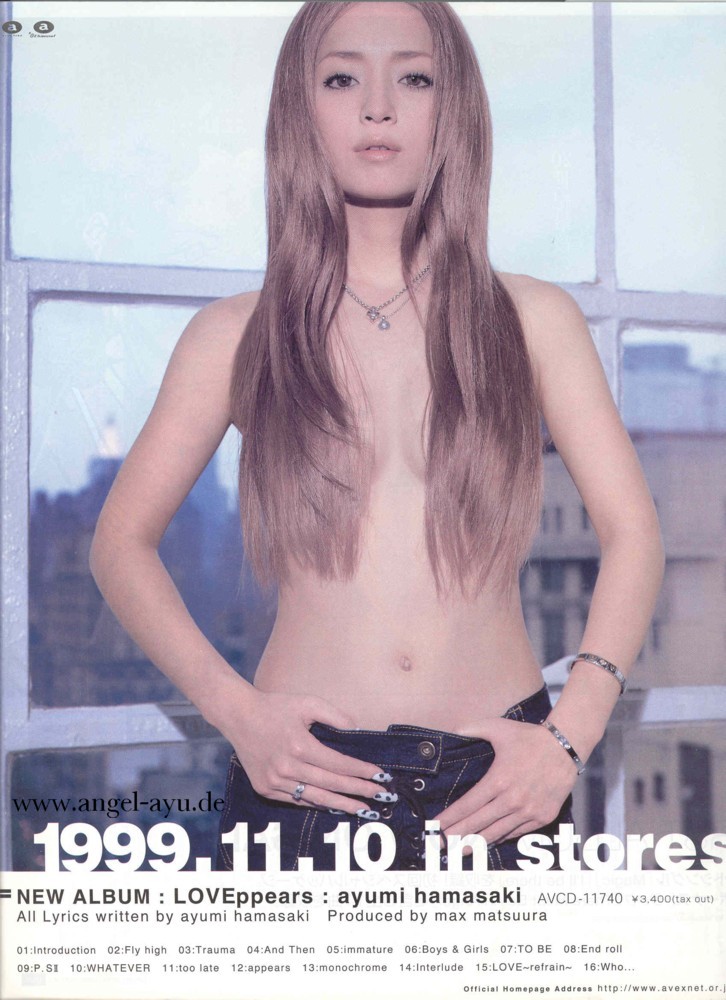 a a
www.angel-ayu.de
1999.11.10 in stores
NEW ALBUM : LOVEppears : ayumi hamasaki AVCD-11740 ¥3,400(tax out)
All Lyrics written by ayumi hamasaki Produced by max matsuura
01:Introduction 02:Fly high 03:Trauma 04:And Then 05:immature 06:Boys & Girls 07:TO BE 08:End roll
09:P.SⅡ 10:WHATEVER 11:too late 12:appears 13:monochrome 14:Interlude 15:LOVE~refrain~ 16:Who...
Official Homepage Address http://www.avexnet.or.j